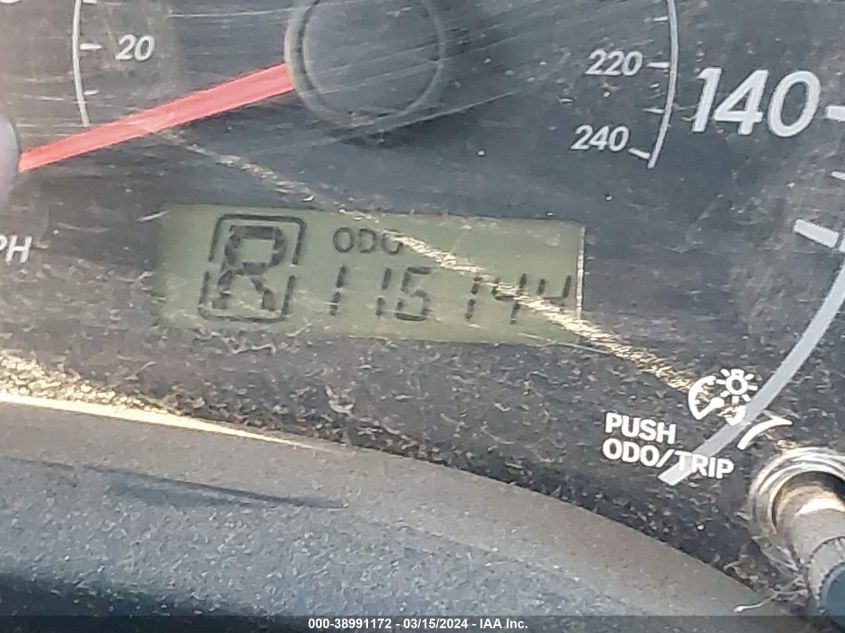 20
220
240
140
PH
R
ODO
115144
PUSH
ODO/TRIP
000-38991172 - 03/15/2024 - IAA Inc.